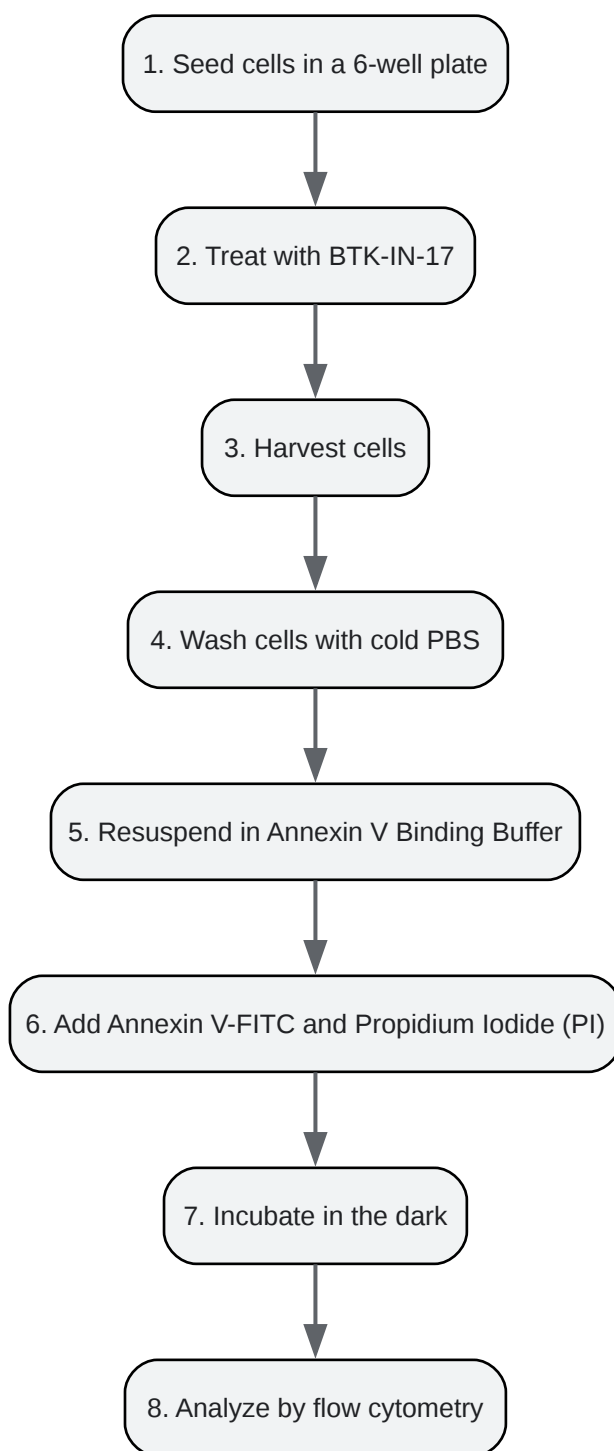 1. Seed cells in a 6-well plate
2. Treat with BTK-IN-17
3. Harvest cells
4. Wash cells with cold PBS
5. Resuspend in Annexin V Binding Buffer
6. Add Annexin V-FITC and Propidium Iodide (PI)
7. Incubate in the dark
8. Analyze by flow cytometry